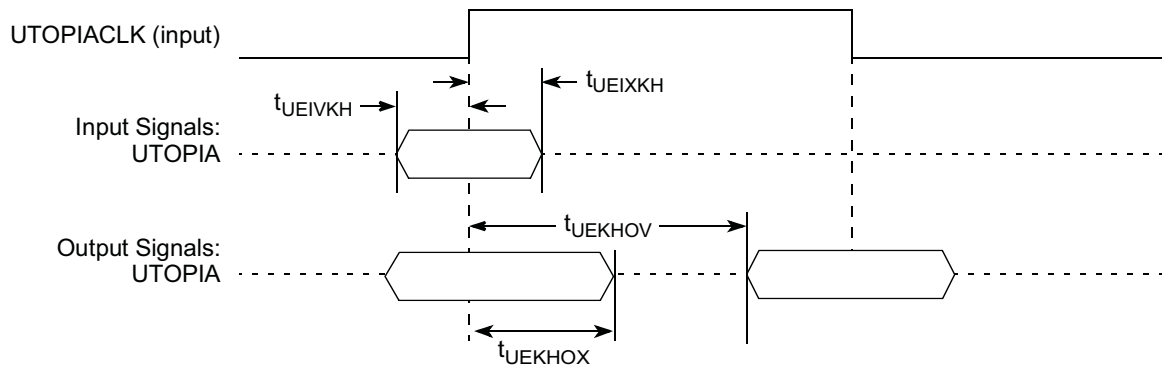 UTOPIACLK (input)
tUEIXKH
tUEIVKH
Input Signals:
UTOPIA
tUEKHOV
Output Signals:
UTOPIA
tUEKHOX